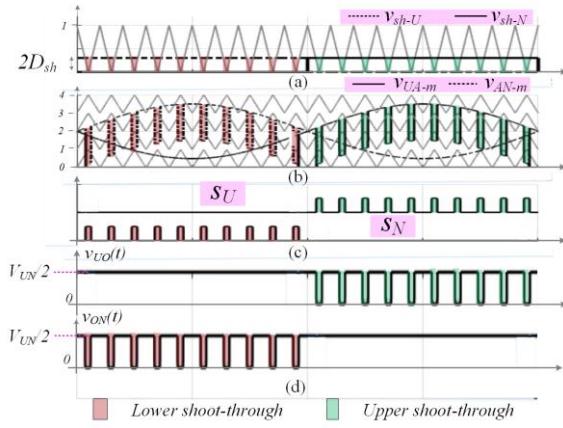 1
v_sh-U v_sh-N
2D_sh
(a)
v_UA-m v_AN-m
4
3
2
1
0
(b)
S_U
S_N
(c)
v_UO(t)
V_UN/2
0
v_ON(t)
V_UN/2
0
(d)
Lower shoot-through Upper shoot-through